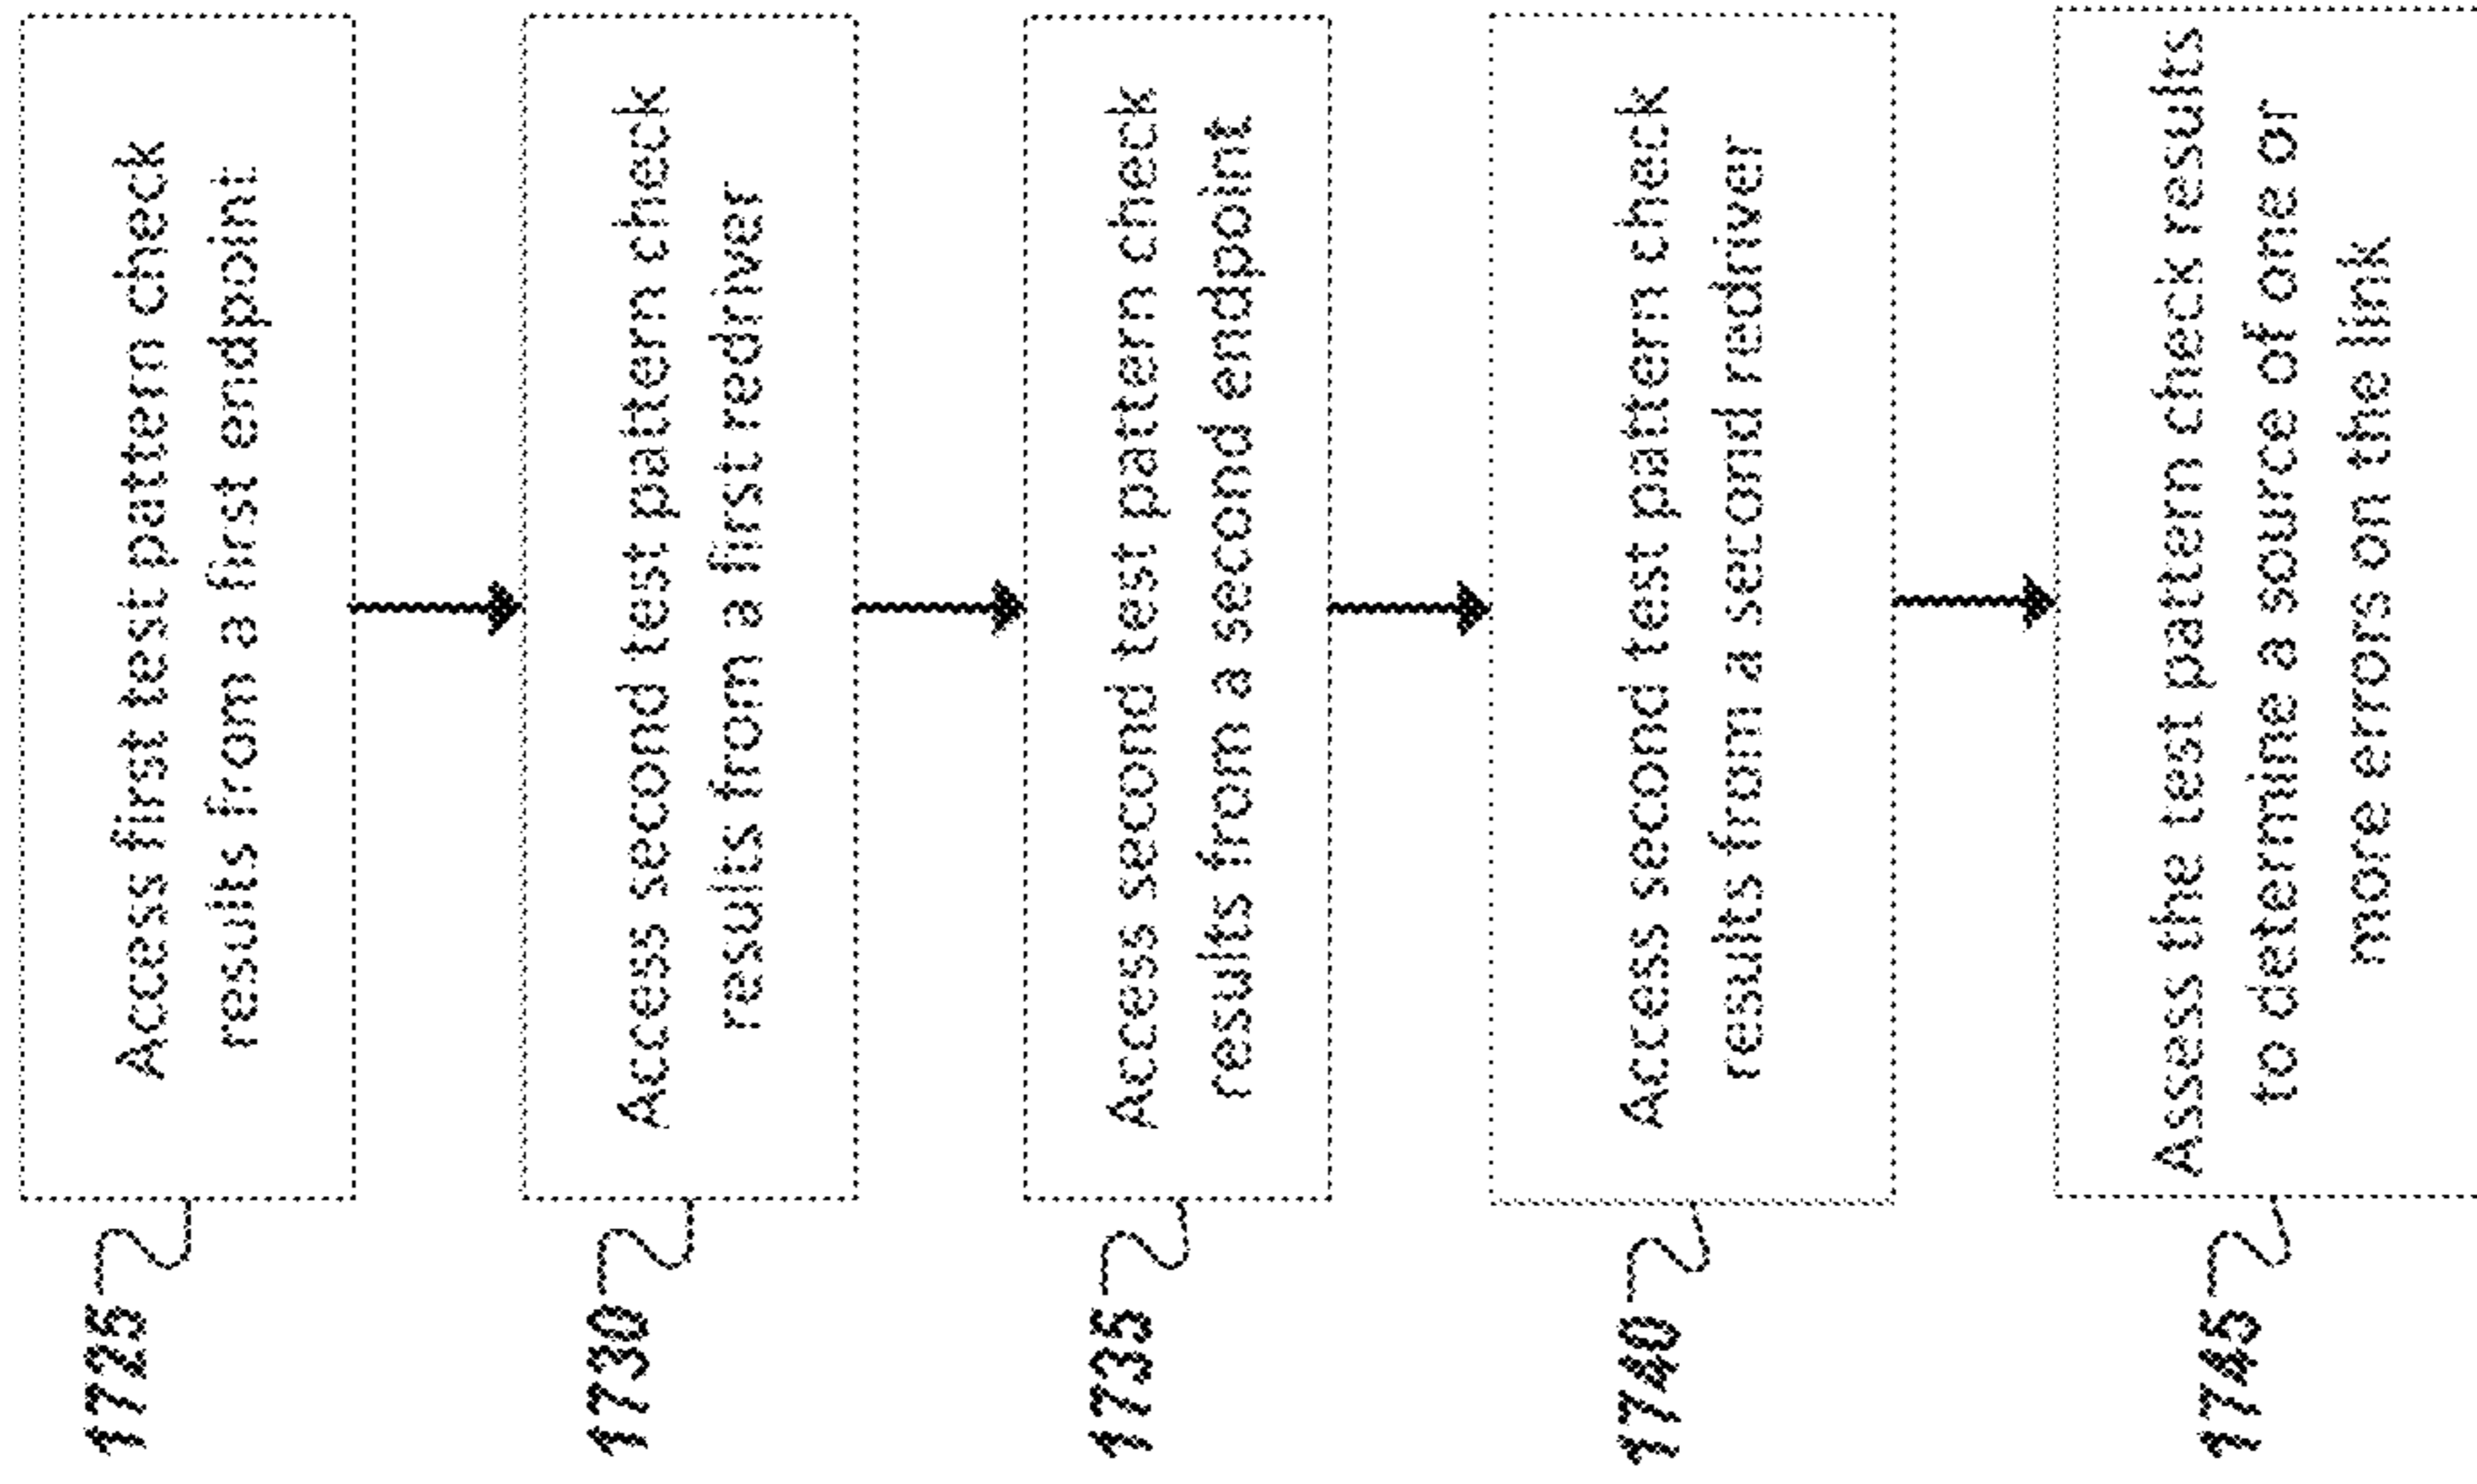 1725
Access first test pattern check
results from a first endpoint
1730
Access second test pattern check
results from a first redriver
1735
Access second test pattern check
results from a second endpoint
1740
Access second test pattern check
results from a second redriver
1745
Assess the test pattern check results
to determine a source of one or
more errors on the link